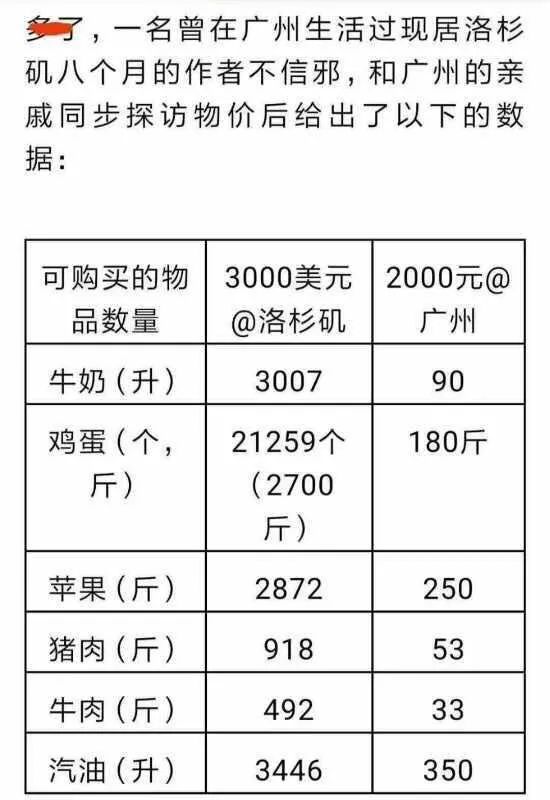 了，一名曾在广州生活过现居洛杉
矶八个月的作者不信邪，和广州的亲
戚同步探访物价后给出了以下的数
据：
可购买的物品数量 3000美元@洛杉矶 2000元@广州
牛奶（升） 3007 90
鸡蛋（个，斤） 21259个（2700斤） 180斤
苹果（斤） 2872 250
猪肉（斤） 918 53
牛肉（斤） 492 33
汽油（升） 3446 350